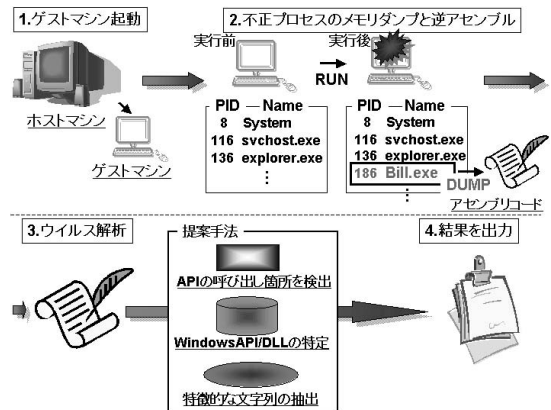 1.ゲストマシン起動
ホストマシン
ゲストマシン
2.不正プロセスのメモリダンプと逆アセンブル
実行前
RUN
実行後
PID ― Name
8 System
116 svchost.exe
136 explorer.exe
⋮
PID ― Name
8 System
116 svchost.exe
136 explorer.exe
186 Bill.exe
⋮
DUMP
アセンブリコード
3.ウイルス解析
提案手法
APIの呼び出し箇所を検出
WindowsAPI/DLLの特定
特徴的な文字列の抽出
4.結果を出力